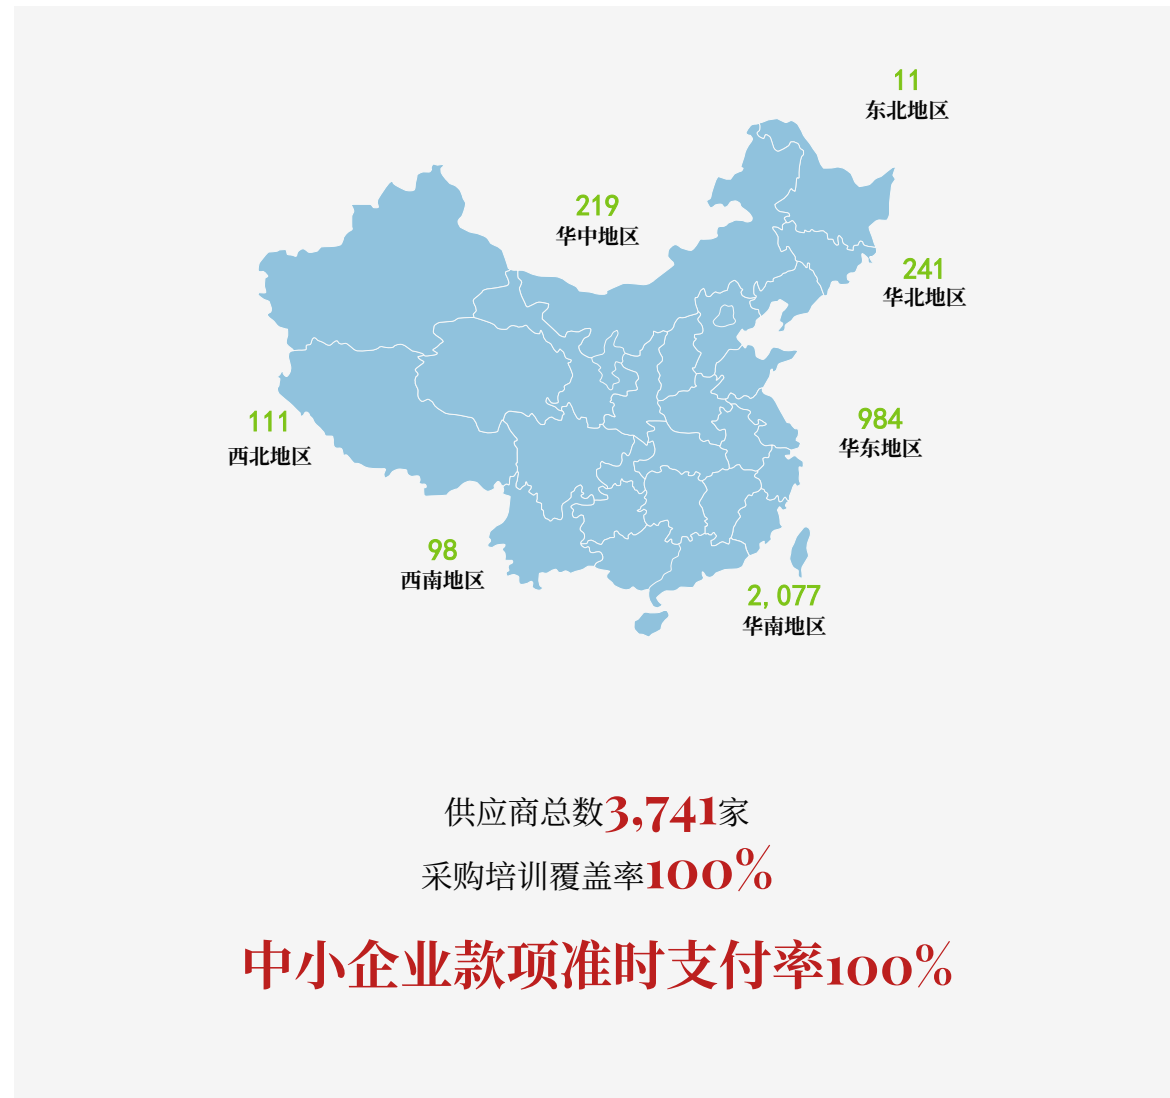 11
东北地区
219
华中地区
241
华北地区
984
华东地区
111
西北地区
98
西南地区
2,077
华南地区
供应商总数3,741家
采购培训覆盖率100%
中小企业款项准时支付率100%